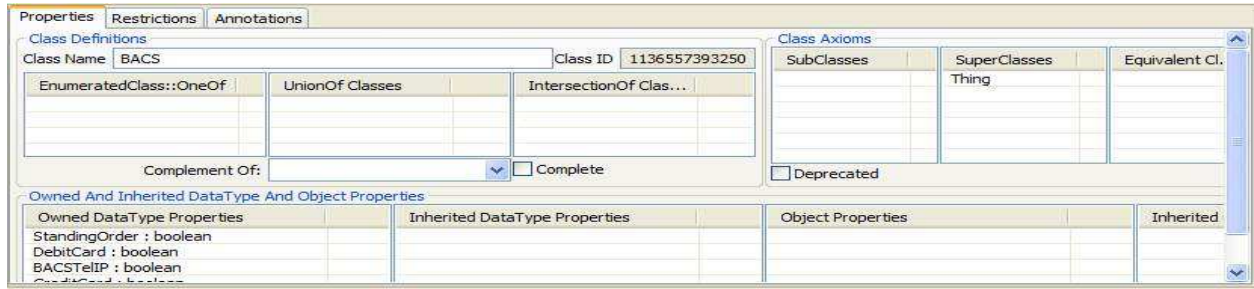 Properties Restrictions Annotations
Class Definitions
Class Name BACS Class ID 1136557393250
EnumeratedClass::OneOf UnionOf Classes IntersectionOf Clas...
Complement Of: Complete
Class Axioms
SubClasses SuperClasses Equivalent Cl.
Thing
Deprecated
Owned And Inherited DataType And Object Properties
Owned DataType Properties Inherited DataType Properties Object Properties Inherited
StandingOrder : boolean
DebitCard : boolean
BACSTelIP : boolean
CreditCard : boolean